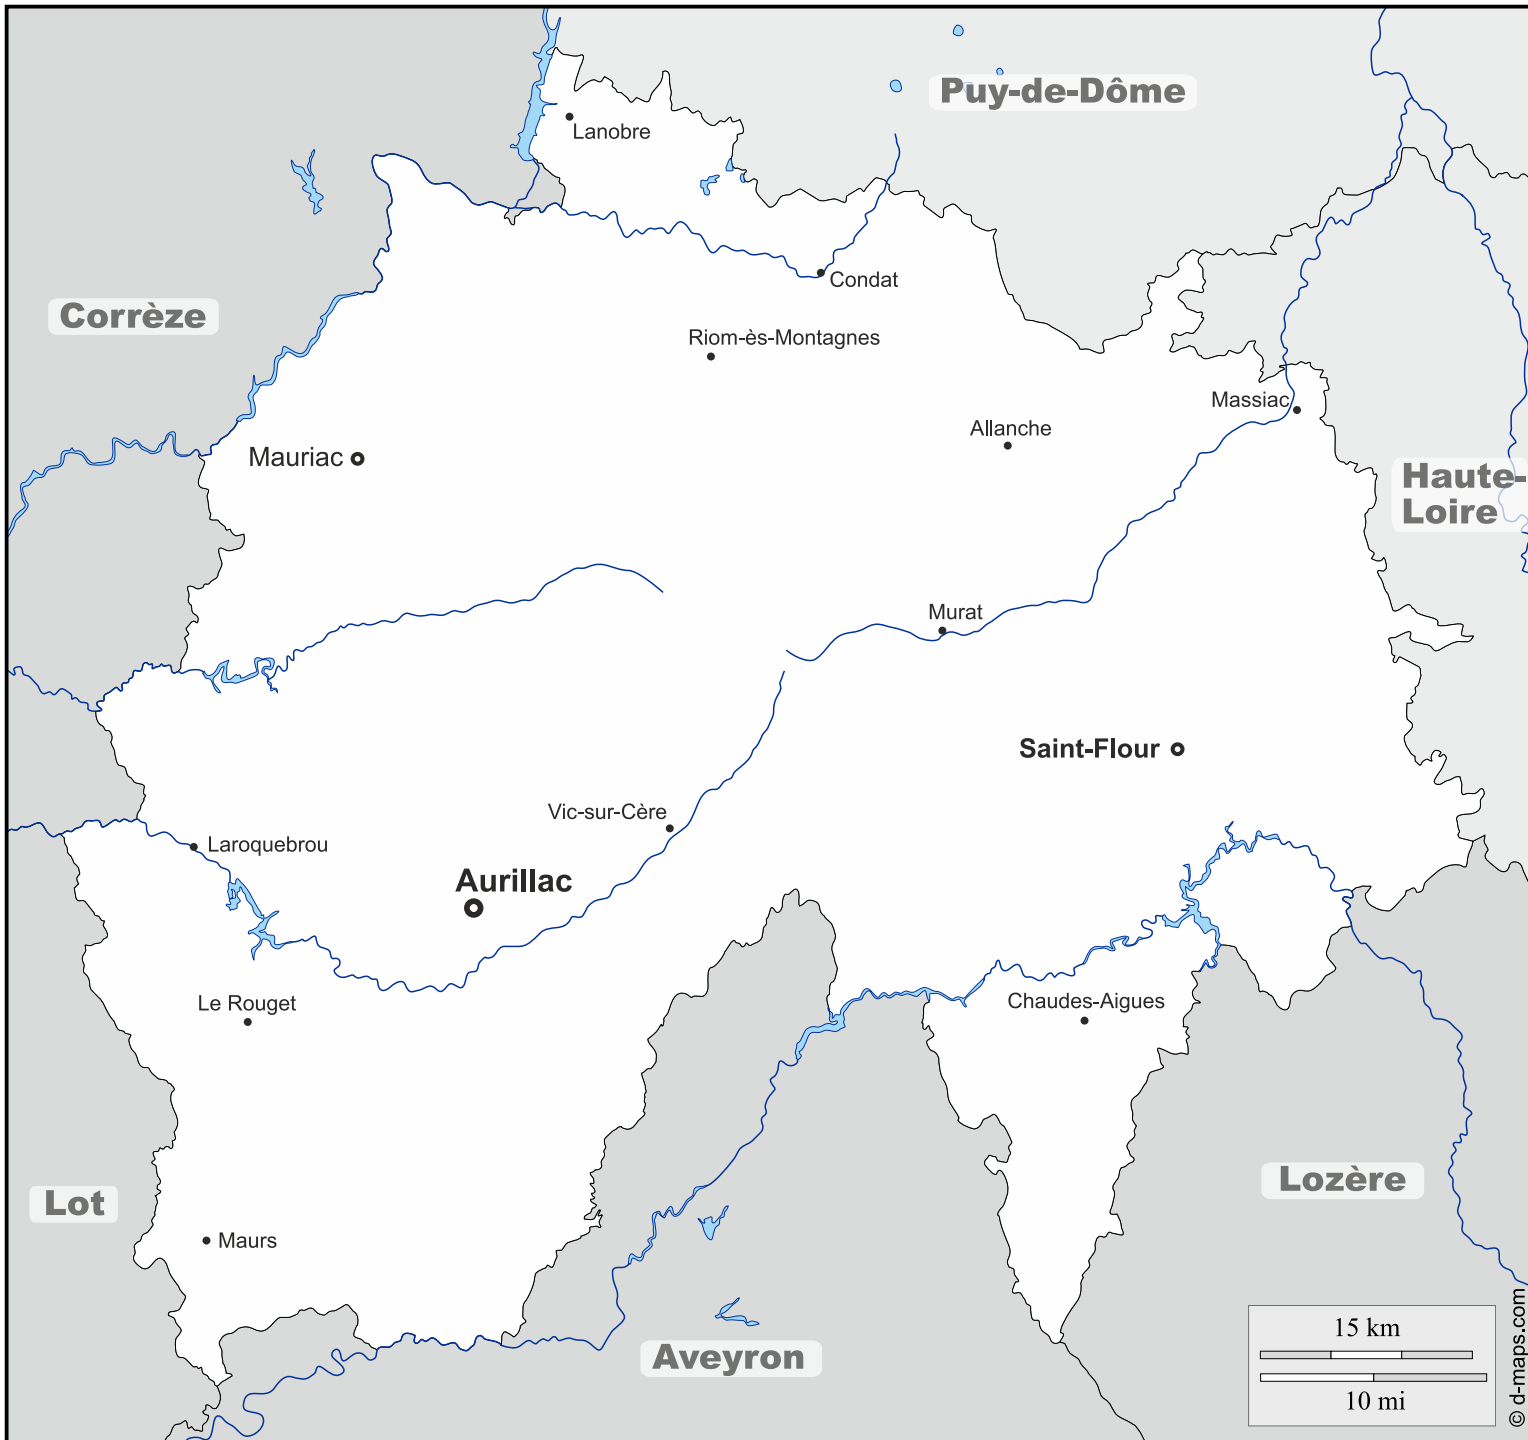 Puy-de-Dôme
Lanobre
Condat
Corrèze
Riom-ès-Montagnes
Massiac
Allanche
Mauriac
Haute-
Loire
Murat
Saint-Flour
Vic-sur-Cère
Laroquebrou
Aurillac
Le Rouget
Chaudes-Aigues
Lozère
Lot
Maurs
Aveyron
15 km
10 mi
© d-maps.com